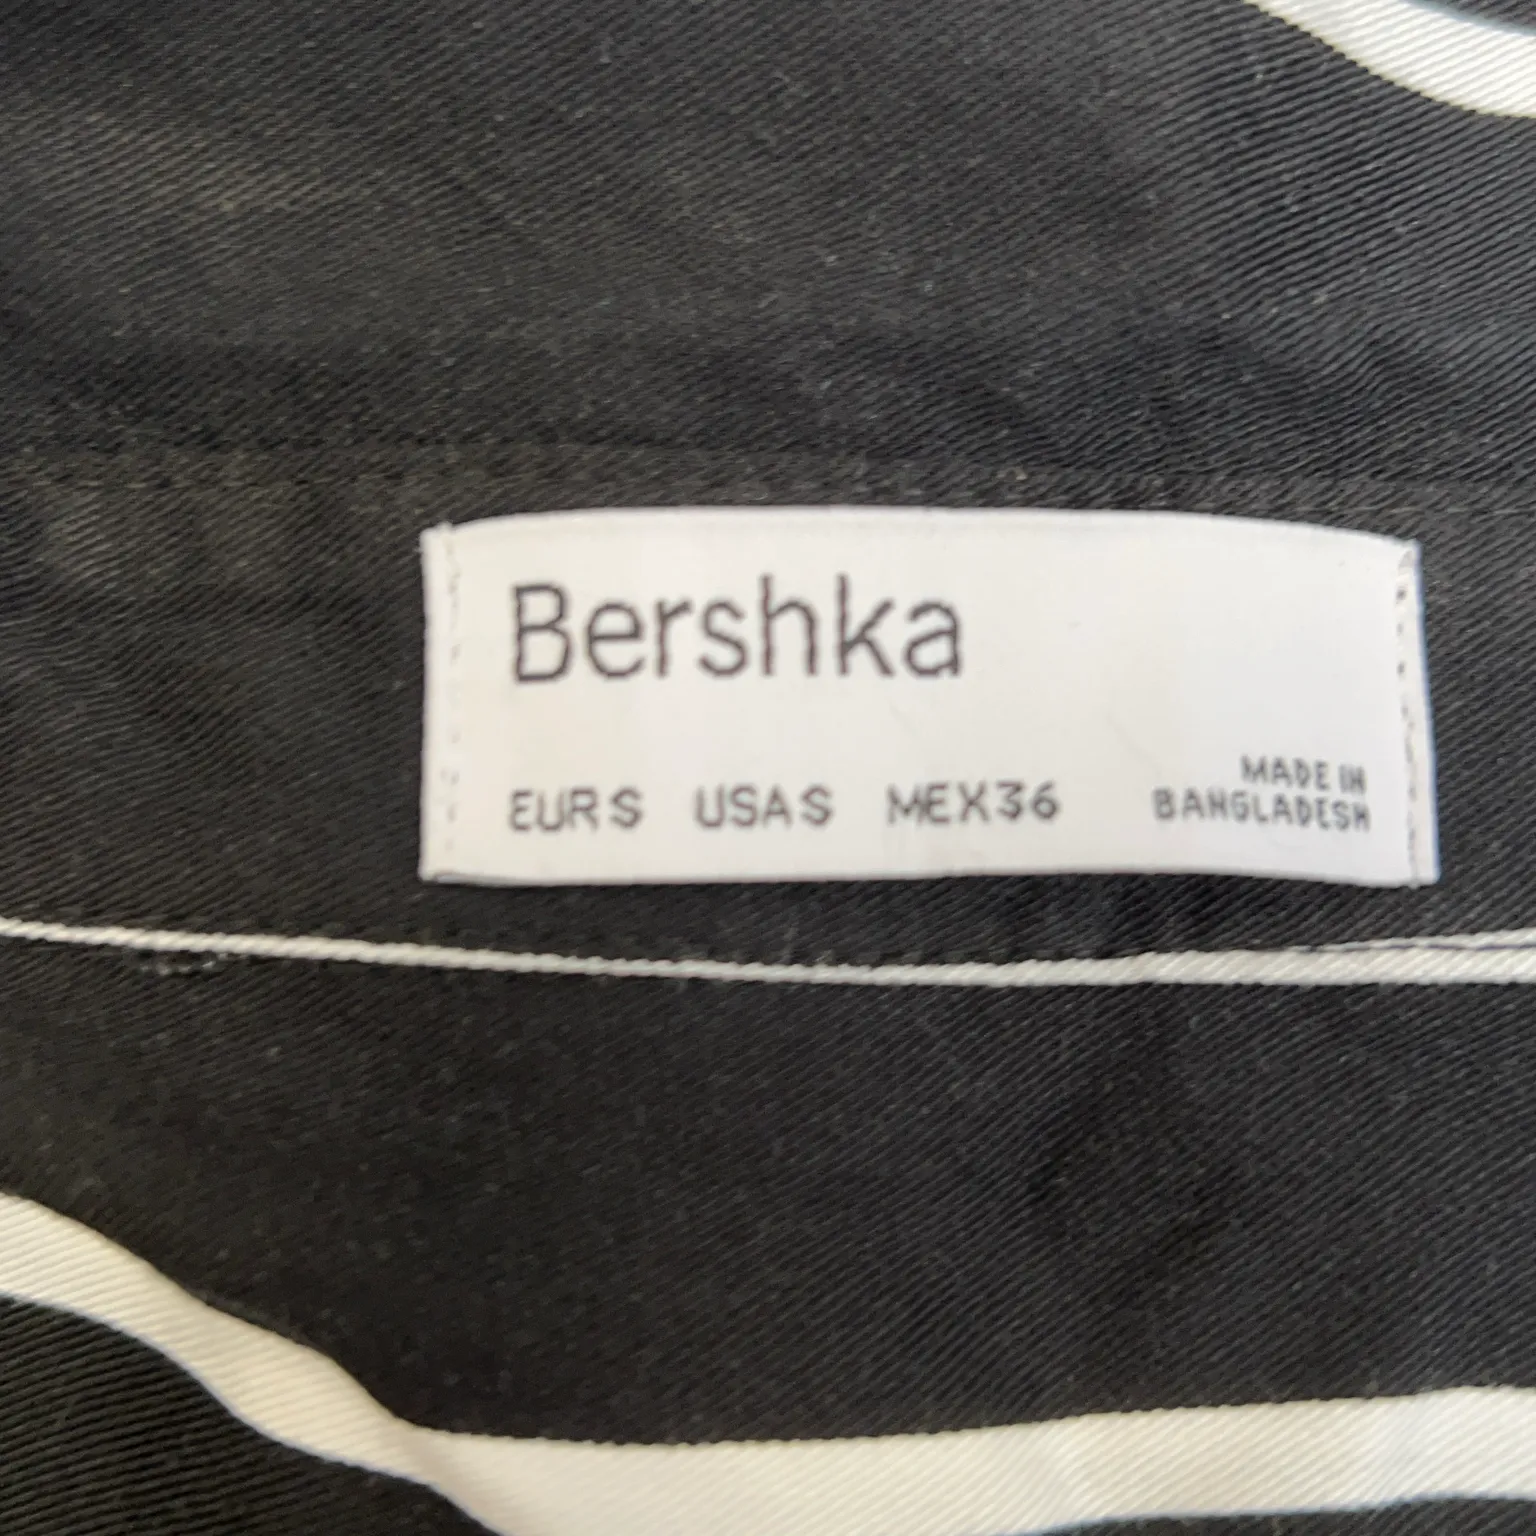 Bershka
EUR S USA S MEX 36
MADE IN
BANGLADESH